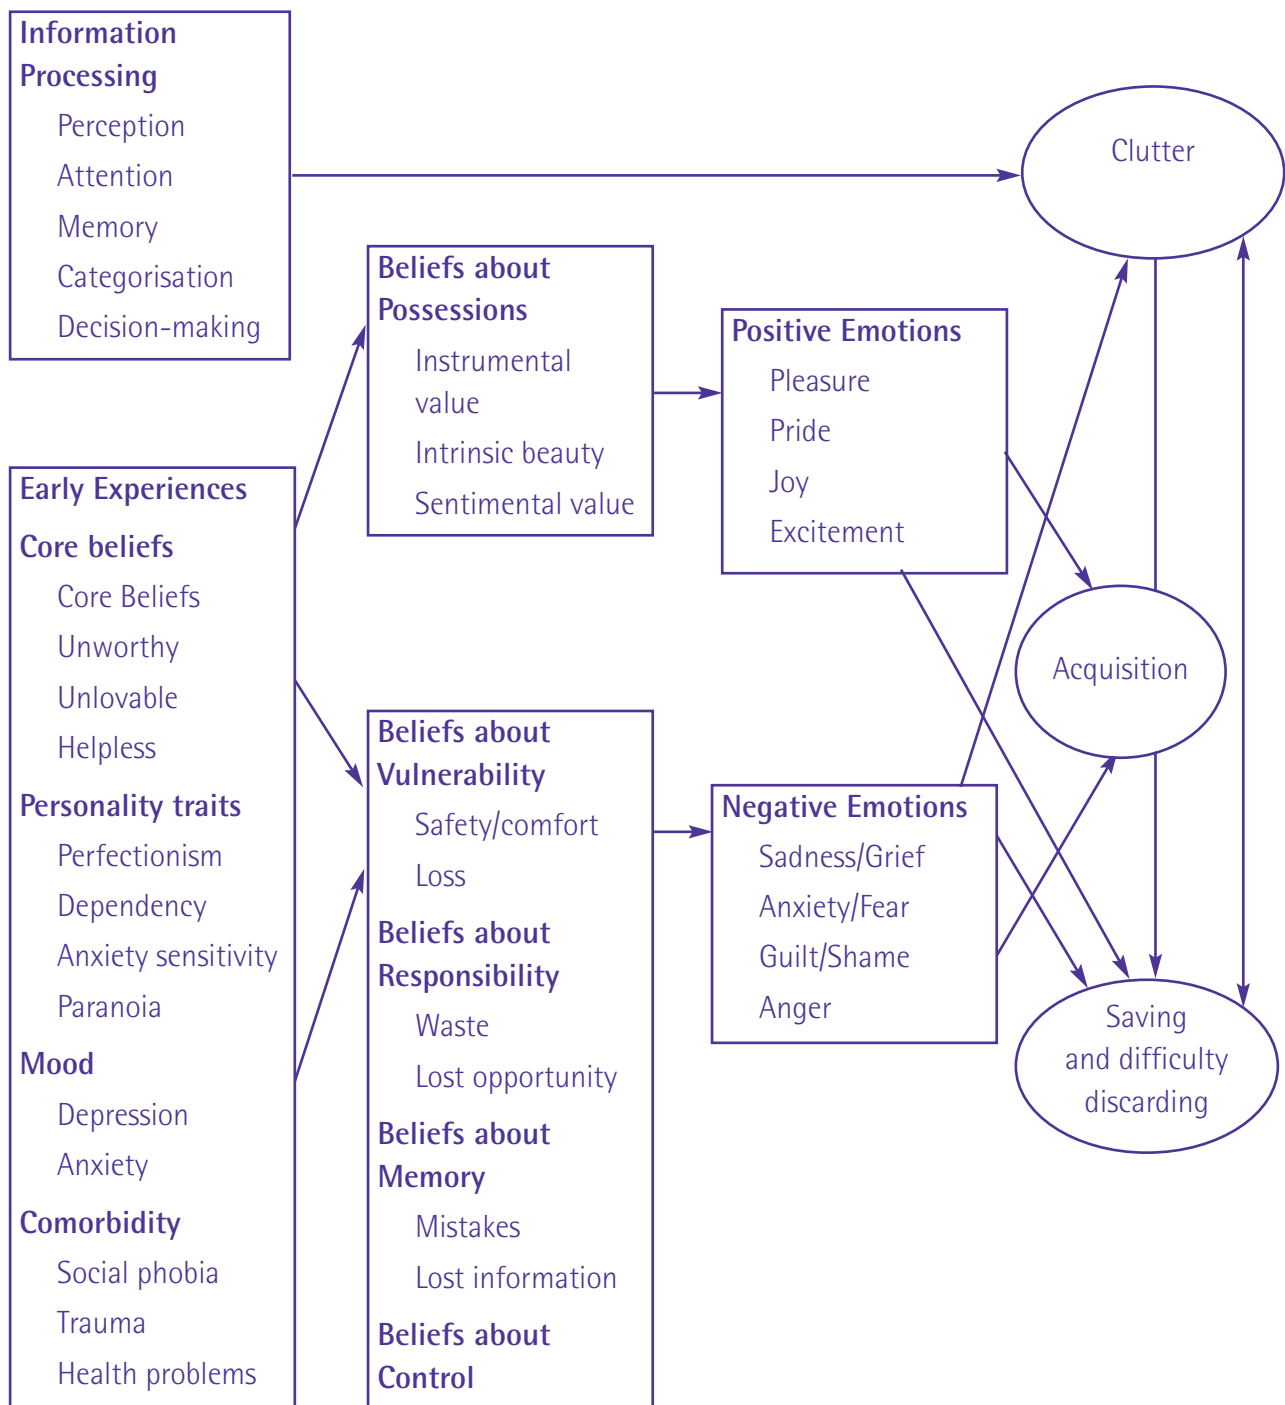 Information
Processing
Perception
Attention
Memory
Categorisation
Decision-making
Clutter
Beliefs about
Possessions
Instrumental
value
Intrinsic beauty
Sentimental value
Positive Emotions
Pleasure
Pride
Joy
Excitement
Early Experiences
Core beliefs
Core Beliefs
Unworthy
Unlovable
Helpless
Personality traits
Perfectionism
Dependency
Anxiety sensitivity
Paranoia
Mood
Depression
Anxiety
Comorbidity
Social phobia
Trauma
Health problems
Acquisition
Beliefs about
Vulnerability
Safety/comfort
Loss
Beliefs about
Responsibility
Waste
Lost opportunity
Beliefs about
Memory
Mistakes
Lost information
Beliefs about
Control
Negative Emotions
Sadness/Grief
Anxiety/Fear
Guilt/Shame
Anger
Saving
and difficulty
discarding